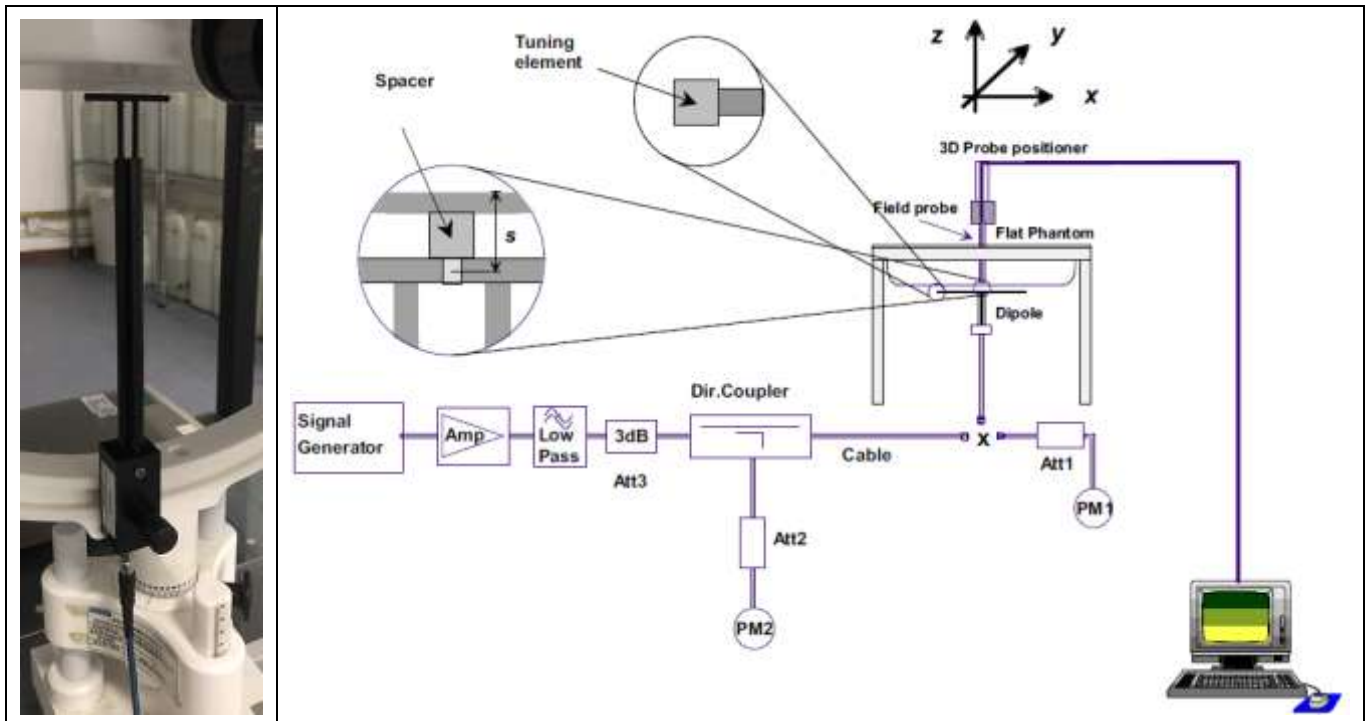 Tuning
element
Spacer
s
z
y
x
3D Probe positioner
Field probe
Flat Phantom
Dipole
Dir.Coupler
Signal
Generator
Amp
Low
Pass
3dB
Att3
Cable
x
Att1
PM1
Att2
PM2